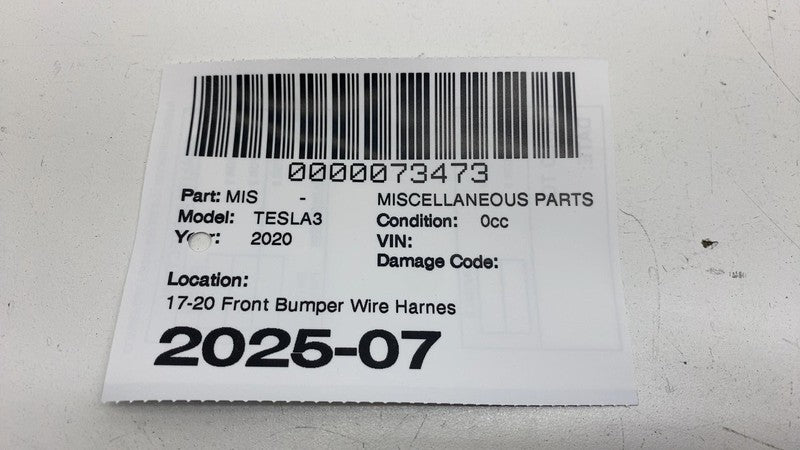 0000073473
Part: MIS - MISCELLANEOUS PARTS
Model: TESLA3 Condition: 0cc
Year: 2020 VIN:
Damage Code:
Location:
17-20 Front Bumper Wire Harnes
2025-07